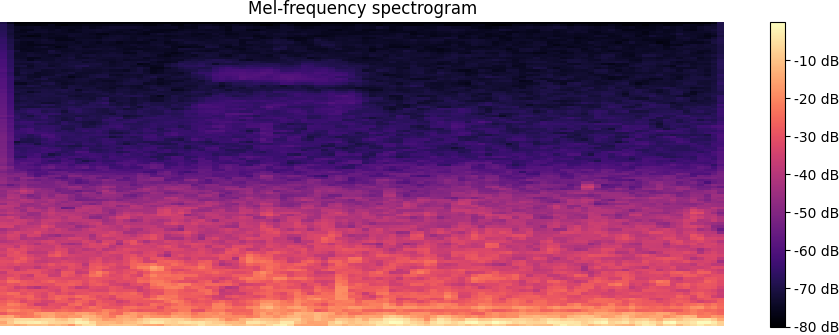 Mel-frequency spectrogram
-10 dB
-20 dB
-30 dB
-40 dB
-50 dB
-60 dB
-70 dB
-80 dB